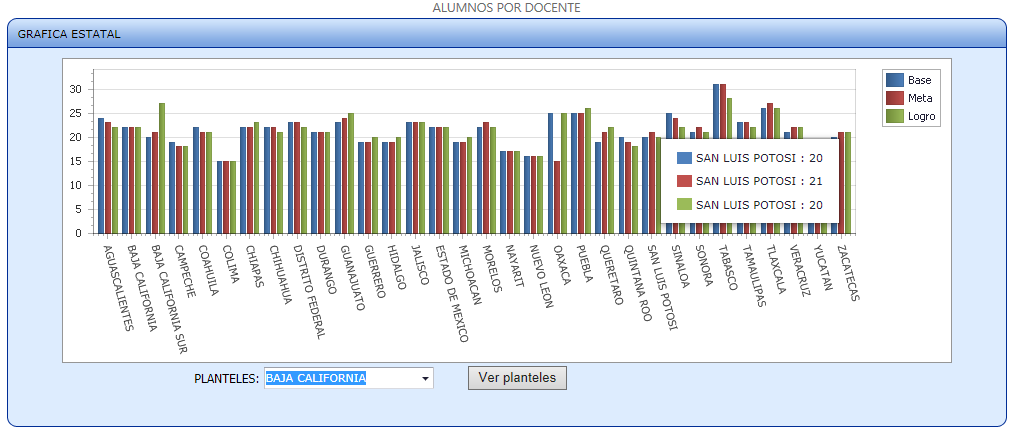 ALUMNOS POR DOCENTE
GRAFICA ESTATAL
30
25
20
15
10
5
0
Base
Meta
Logro
SAN LUIS POTOSI : 20
SAN LUIS POTOSI : 21
SAN LUIS POTOSI : 20
AGUASCALIENTES
BAJA CALIFORNIA
BAJA CALIFORNIA SUR
CAMPECHE
COAHUILA
COLIMA
CHIAPAS
CHIHUAHUA
DISTRITO FEDERAL
DURANGO
GUANAJUATO
GUERRERO
HIDALGO
JALISCO
ESTADO DE MEXICO
MICHOACAN
MORELOS
NAYARIT
NUEVO LEON
OAXACA
PUEBLA
QUERETARO
QUINTANA ROO
SAN LUIS POTOSI
SINALOA
SONORA
TABASCO
TAMAULIPAS
TLAXCALA
VERACRUZ
YUCATAN
ZACATECAS
PLANTELES: BAJA CALIFORNIA Ver planteles